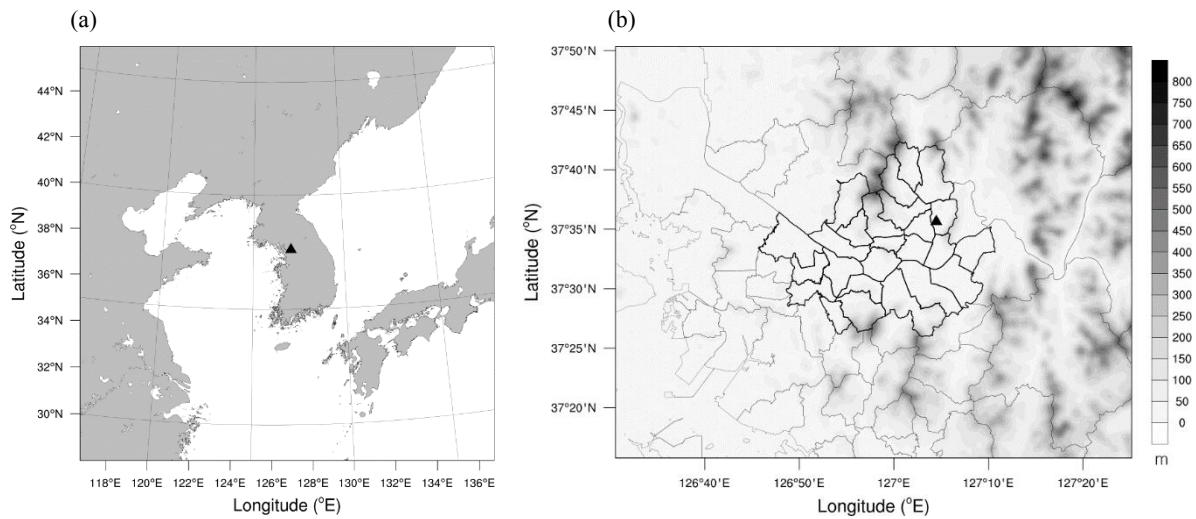 (a)
(b)
44°N
42°N
40°N
38°N
36°N
34°N
32°N
30°N
Latitude (°N)
118°E 120°E 122°E 124°E 126°E 128°E 130°E 132°E 134°E 136°E
Longitude (°E)
37°50'N
37°45'N
37°40'N
37°35'N
37°30'N
37°25'N
37°20'N
Latitude (°N)
126°40'E 126°50'E 127°E 127°10'E 127°20'E
Longitude (°E)
800
750
700
650
600
550
500
450
400
350
300
250
200
150
100
50
0
m